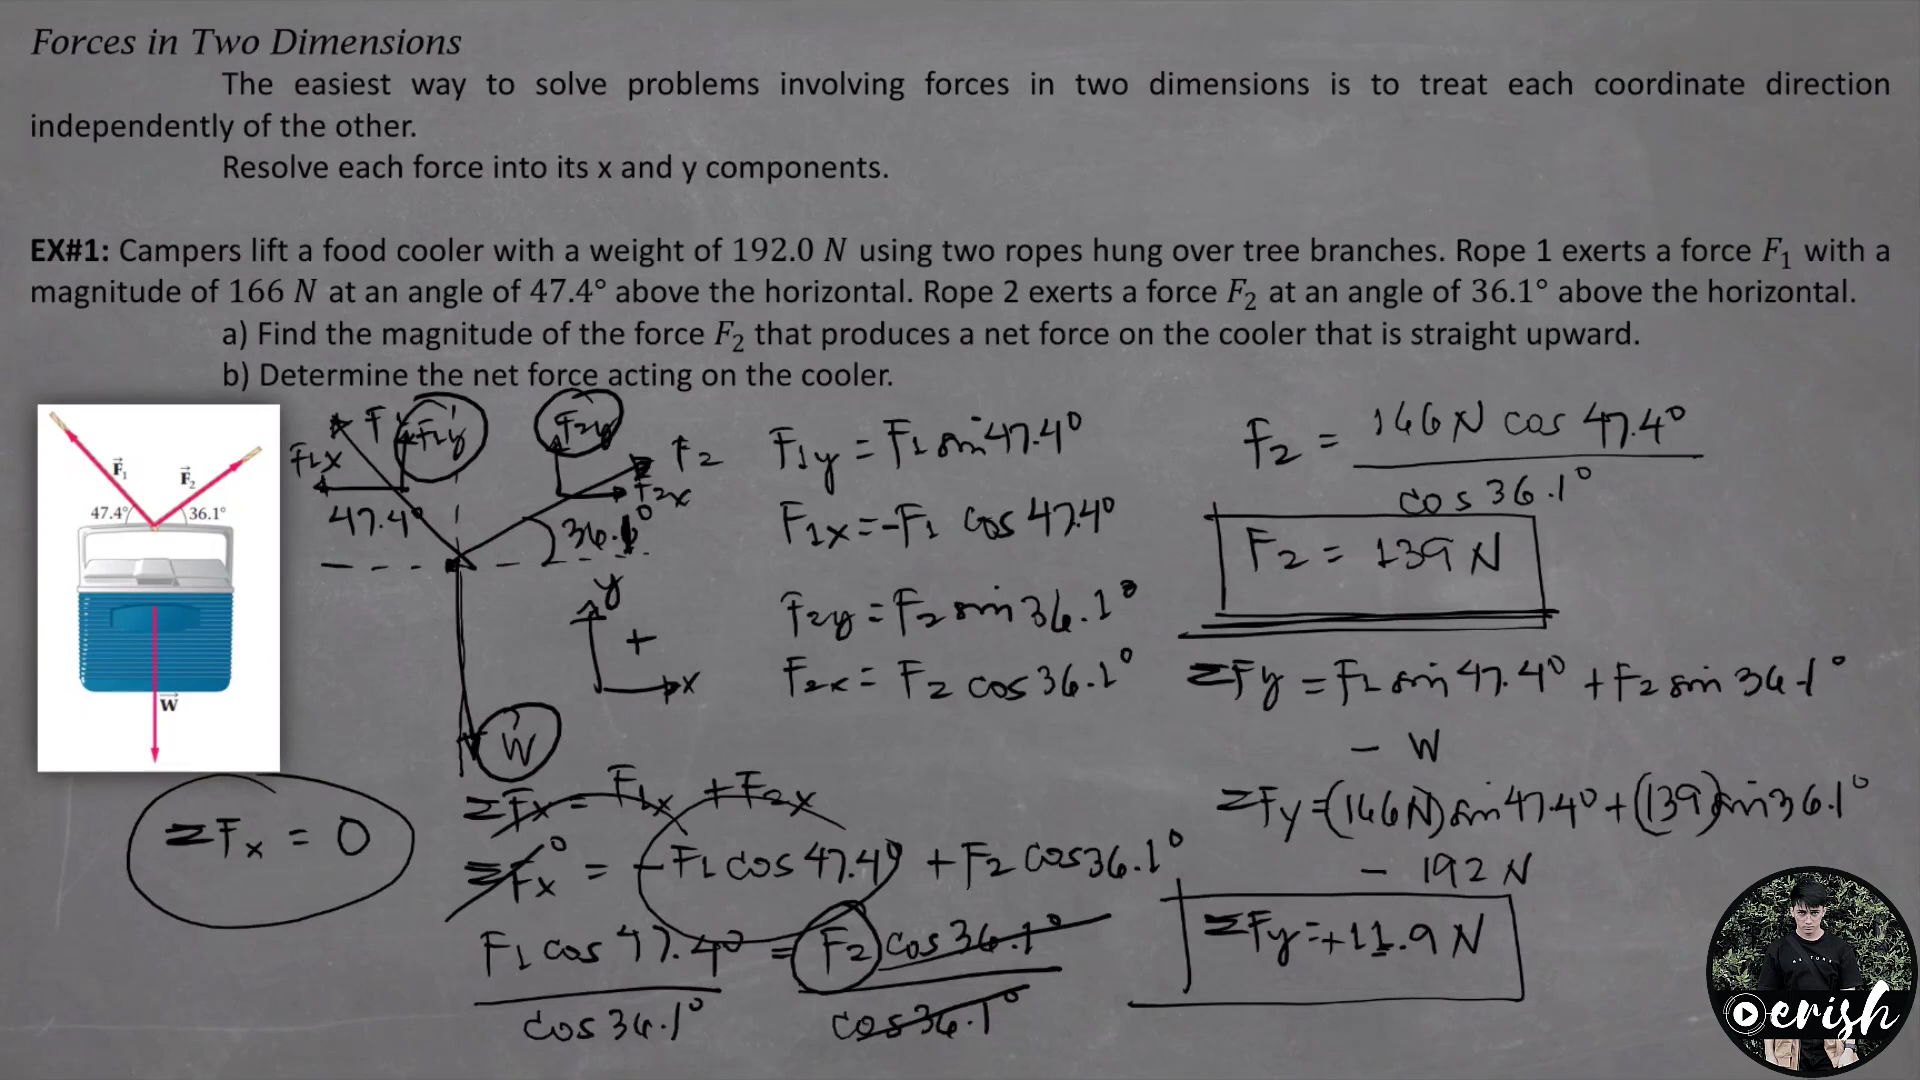 Forces in Two Dimensions
The easiest way to solve problems involving forces in two dimensions is to treat each coordinate direction
independently of the other.
Resolve each force into its x and y components.
EX#1: Campers lift a food cooler with a weight of 192.0 N using two ropes hung over tree branches. Rope 1 exerts a force F₁ with a
magnitude of 166 N at an angle of 47.4° above the horizontal. Rope 2 exerts a force F₂ at an angle of 36.1° above the horizontal.
a) Find the magnitude of the force F₂ that produces a net force on the cooler that is straight upward.
b) Determine the net force acting on the cooler.
F₁
F₂
47.4°
36.1°
W
F₁x
F₁y
F₂y
F₂
F₂x
47.4°
36.1°
y
+
x
W
F₁y = F₁ sin 47.4°
F₁x = -F₁ cos 47.4°
F₂y = F₂ sin 36.1°
F₂x = F₂ cos 36.1°
ΣFx = 0
ΣFx = F₁x + F₂x
ΣFx⁰ = -F₁ cos 47.4° + F₂ cos 36.1°
F₁ cos 47.4° = F₂ cos 36.1°
cos 36.1° cos 36.1°
F₂ = 166 N cos 47.4°
cos 36.1°
F₂ = 139 N
ΣFy = F₁ sin 47.4° + F₂ sin 36.1°
- W
ΣFy = (166 N) sin 47.4° + (139) sin 36.1°
- 192 N
ΣFy = +11.9 N
erish